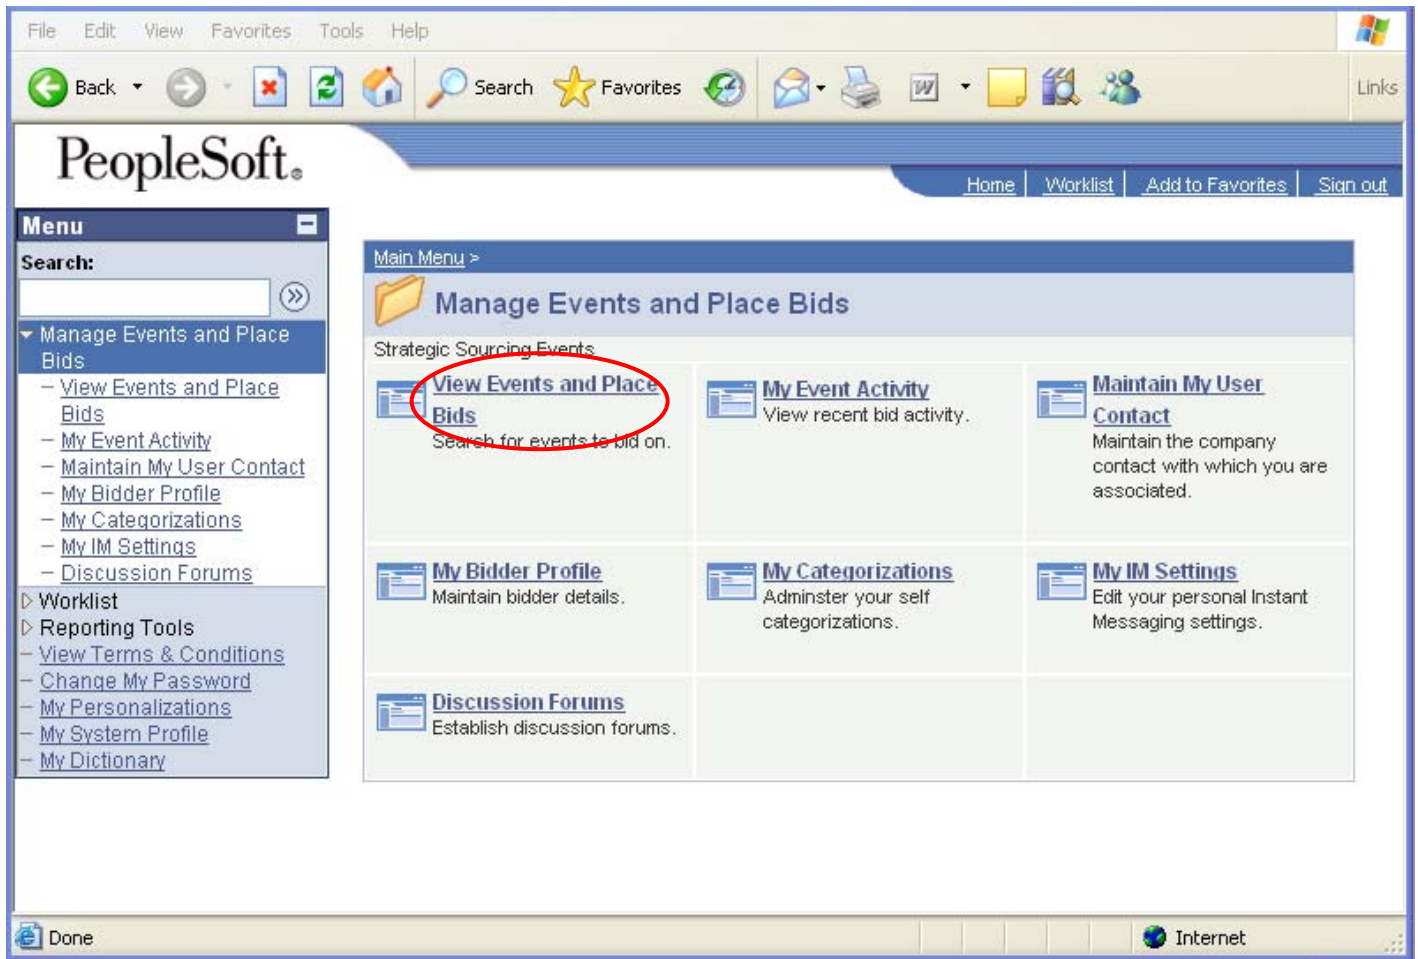 File Edit View Favorites Tools Help
Back Search Favorites W Links
PeopleSoft®
Home Worklist Add to Favorites Sign out
Menu
Search:
Manage Events and Place
Bids
– View Events and Place
Bids
– My Event Activity
– Maintain My User Contact
– My Bidder Profile
– My Categorizations
– My IM Settings
– Discussion Forums
Worklist
Reporting Tools
– View Terms & Conditions
– Change My Password
– My Personalizations
– My System Profile
– My Dictionary
Main Menu >
Manage Events and Place Bids
Strategic Sourcing Events
View Events and Place
Bids
Search for events to bid on.
My Event Activity
View recent bid activity.
Maintain My User
Contact
Maintain the company
contact with which you are
associated.
My Bidder Profile
Maintain bidder details.
My Categorizations
Adminster your self
categorizations.
My IM Settings
Edit your personal Instant
Messaging settings.
Discussion Forums
Establish discussion forums.
Done Internet